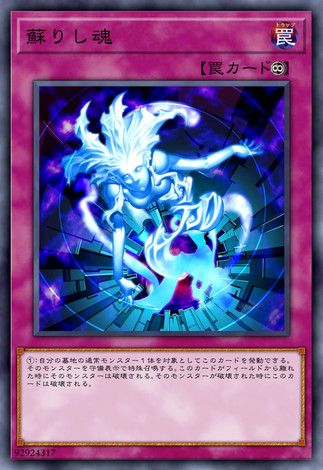 蘇りし魂
トラップ
罠
【罠カード♾】
①:自分の墓地の通常モンスター1体を対象としてこのカードを発動できる。
そのモンスターを守備表示で特殊召喚する。このカードがフィールドから離れ
た時にそのモンスターは破壊される。そのモンスターが破壊された時にこのカー
ドは破壊される。
92924317